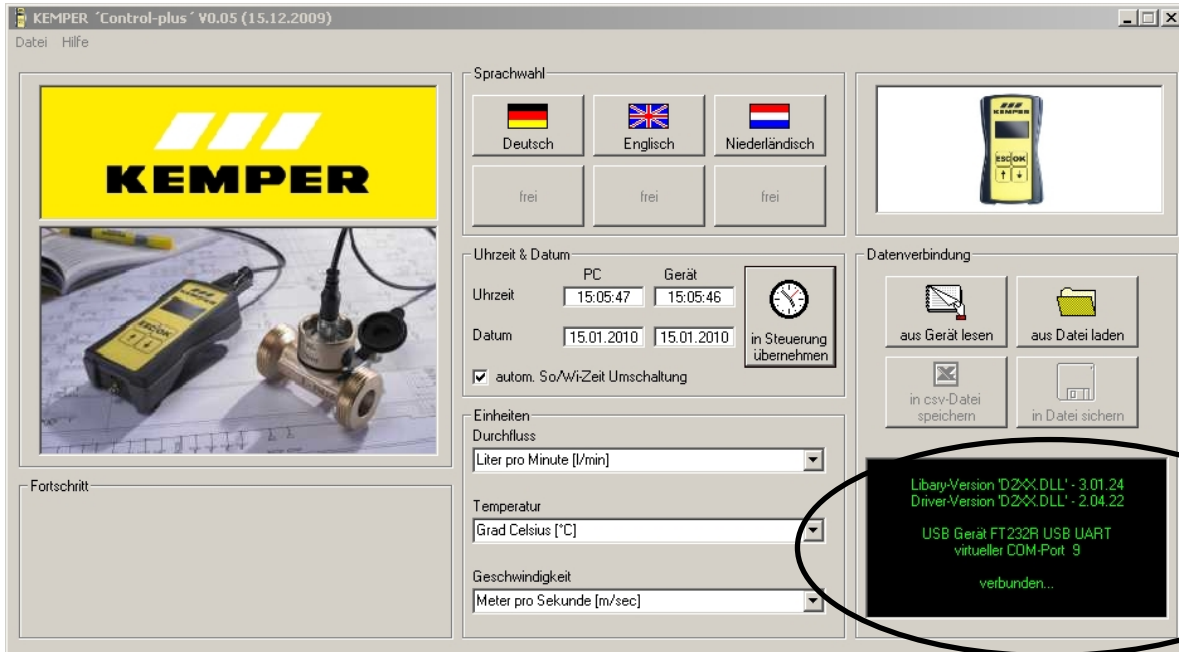 KEMPER ´Control-plus´ V0.05 (15.12.2009)
Datei Hilfe
KEMPER
Fortschritt
Sprachwahl
Deutsch Englisch Niederländisch
frei frei frei
Uhrzeit & Datum
PC Gerät
Uhrzeit 15:05:47 15:05:46
Datum 15.01.2010 15.01.2010
in Steuerung
übernehmen
autom. So/Wi-Zeit Umschaltung
Einheiten
Durchfluss
Liter pro Minute [l/min]
Temperatur
Grad Celsius [°C]
Geschwindigkeit
Meter pro Sekunde [m/sec]
KEMPER
ESC OK
Datenverbindung
aus Gerät lesen aus Datei laden
in csv-Datei
speichern
in Datei sichern
Libary-Version 'D2XX.DLL' - 3.01.24
Driver-Version 'D2XX.DLL' - 2.04.22
USB Gerät FT232R USB UART
virtueller COM-Port 9
verbunden...